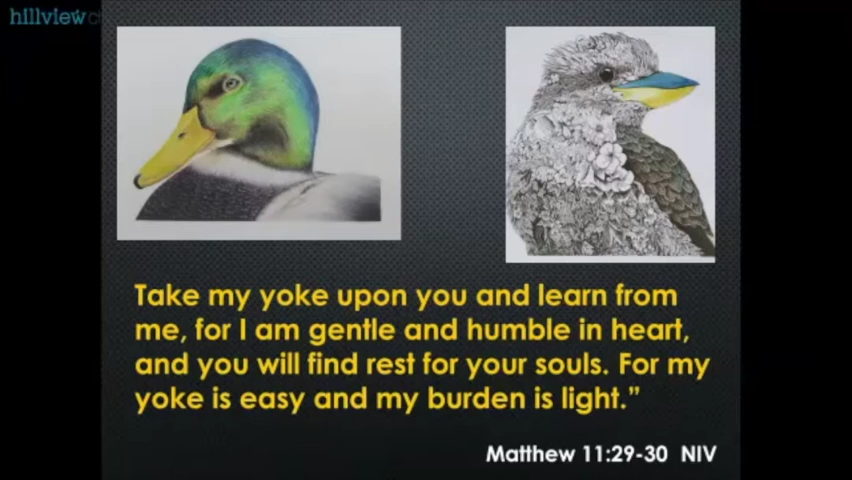 hillview
Take my yoke upon you and learn from
me, for I am gentle and humble in heart,
and you will find rest for your souls. For my
yoke is easy and my burden is light.”
Matthew 11:29-30 NIV